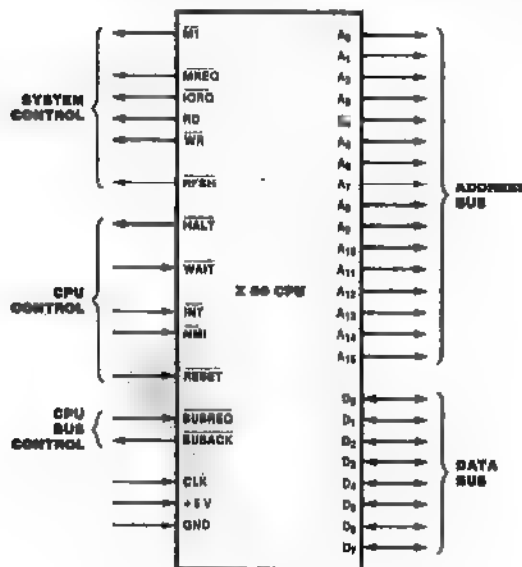 M1
MREQ
IORQ
RD
WR
RFSH
SYSTEM
CONTROL
HALT
WAIT
INT
NMI
RESET
CPU
CONTROL
BUSREQ
BUSACK
CPU
BUS
CONTROL
CLK
+5 V
GND
Z 80 CPU
A0
A1
A2
A3
A5
A6
A7
A8
A9
A10
A11
A12
A13
A14
A15
ADDRESS
BUS
D0
D1
D2
D3
D4
D5
D6
D7
DATA
BUS